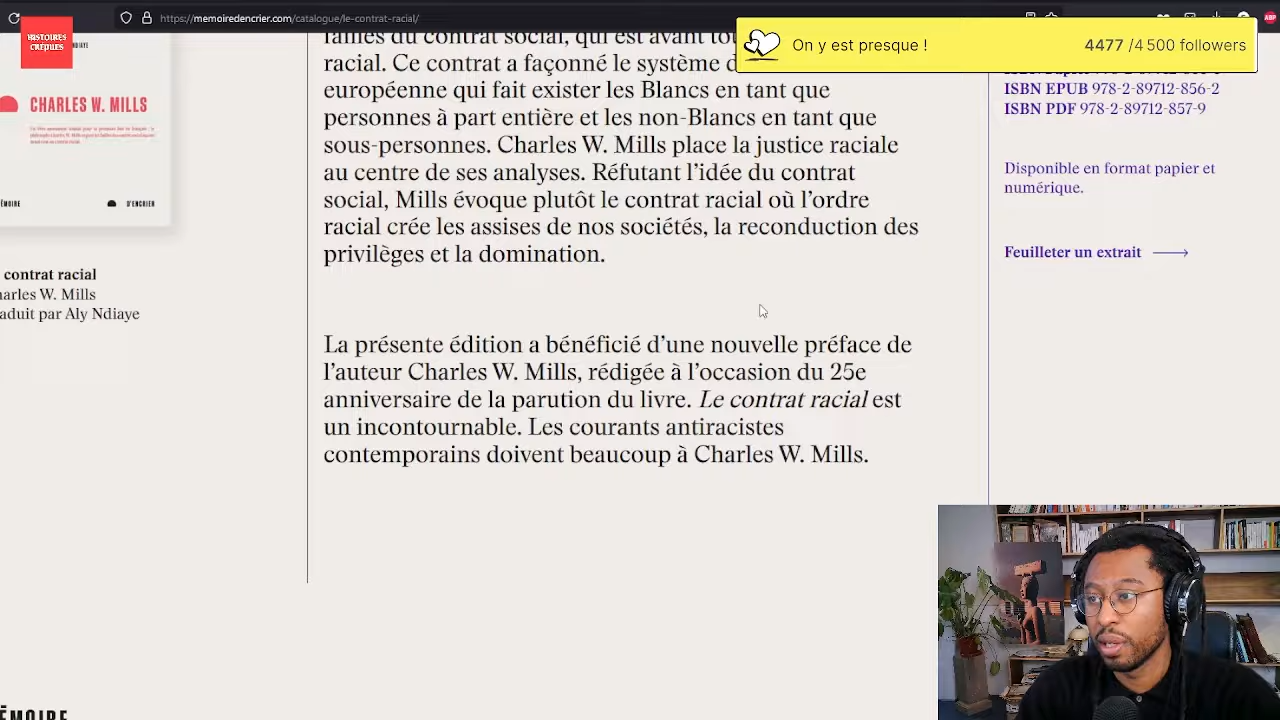 https://memoiredencrier.com/catalogue/le-contrat-racial/
HISTOIRES
CRÉPUES
NDIAYE
On y est presque !
4477 /4 500 followers
CHARLES W. MILLS
D'ENCRIER
contrat racial
arles W. Mills
aduit par Aly Ndiaye
du contrat social, qui est avant
racial. Ce contrat a façonné le système
européenne qui fait exister les Blancs en tant que
personnes à part entière et les non-Blancs en tant que
sous-personnes. Charles W. Mills place la justice raciale
au centre de ses analyses. Réfutant l'idée du contrat
social, Mills évoque plutôt le contrat racial où l'ordre
racial crée les assises de nos sociétés, la reconduction des
privilèges et la domination.
La présente édition a bénéficié d'une nouvelle préface de
l'auteur Charles W. Mills, rédigée à l'occasion du 25e
anniversaire de la parution du livre. Le contrat racial est
un incontournable. Les courants antiracistes
contemporains doivent beaucoup à Charles W. Mills.
ISBN EPUB 978-2-89712-856-2
ISBN PDF 978-2-89712-857-9
Disponible en format papier et
numérique.
Feuilleter un extrait